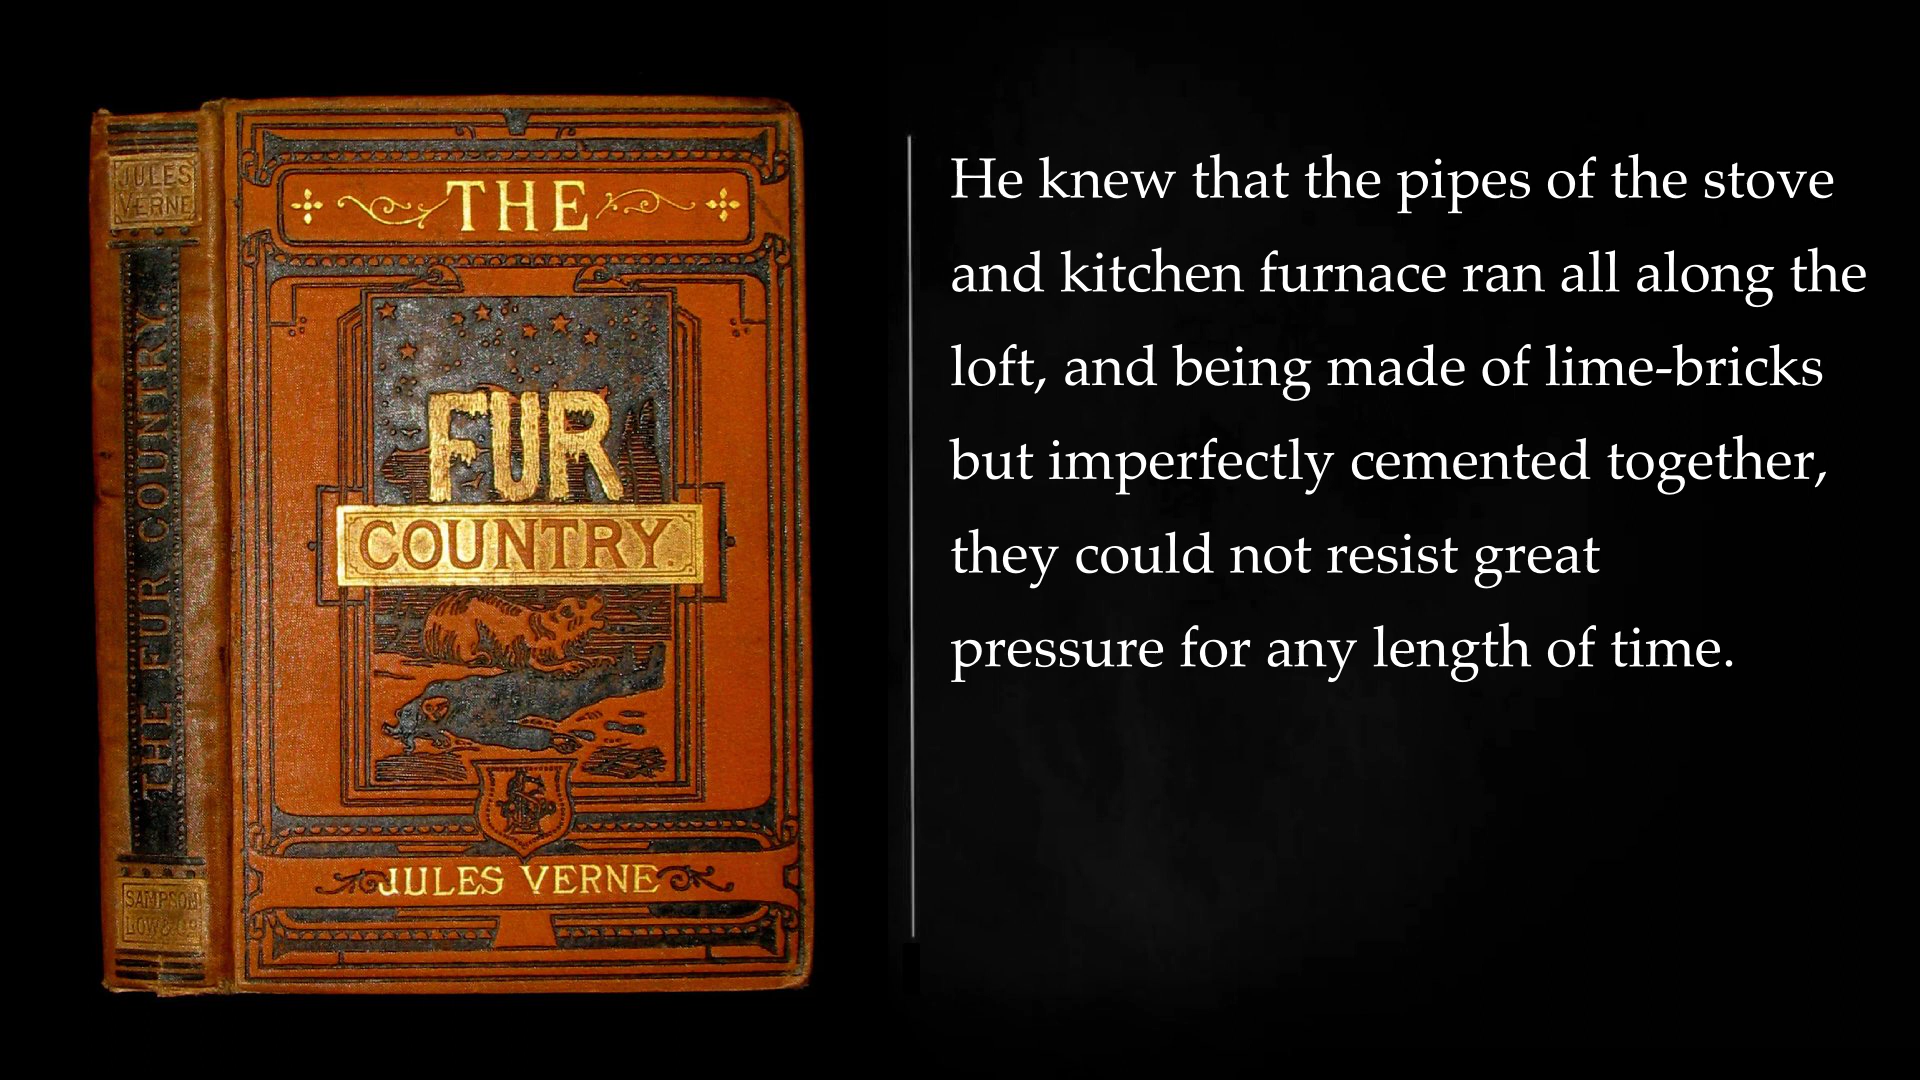 JULES
VERNE
THE FUR COUNTRY.
SAMPSON
LOW & Co
THE
FUR
COUNTRY.
JULES VERNE
He knew that the pipes of the stove
and kitchen furnace ran all along the
loft, and being made of lime-bricks
but imperfectly cemented together,
they could not resist great
pressure for any length of time.